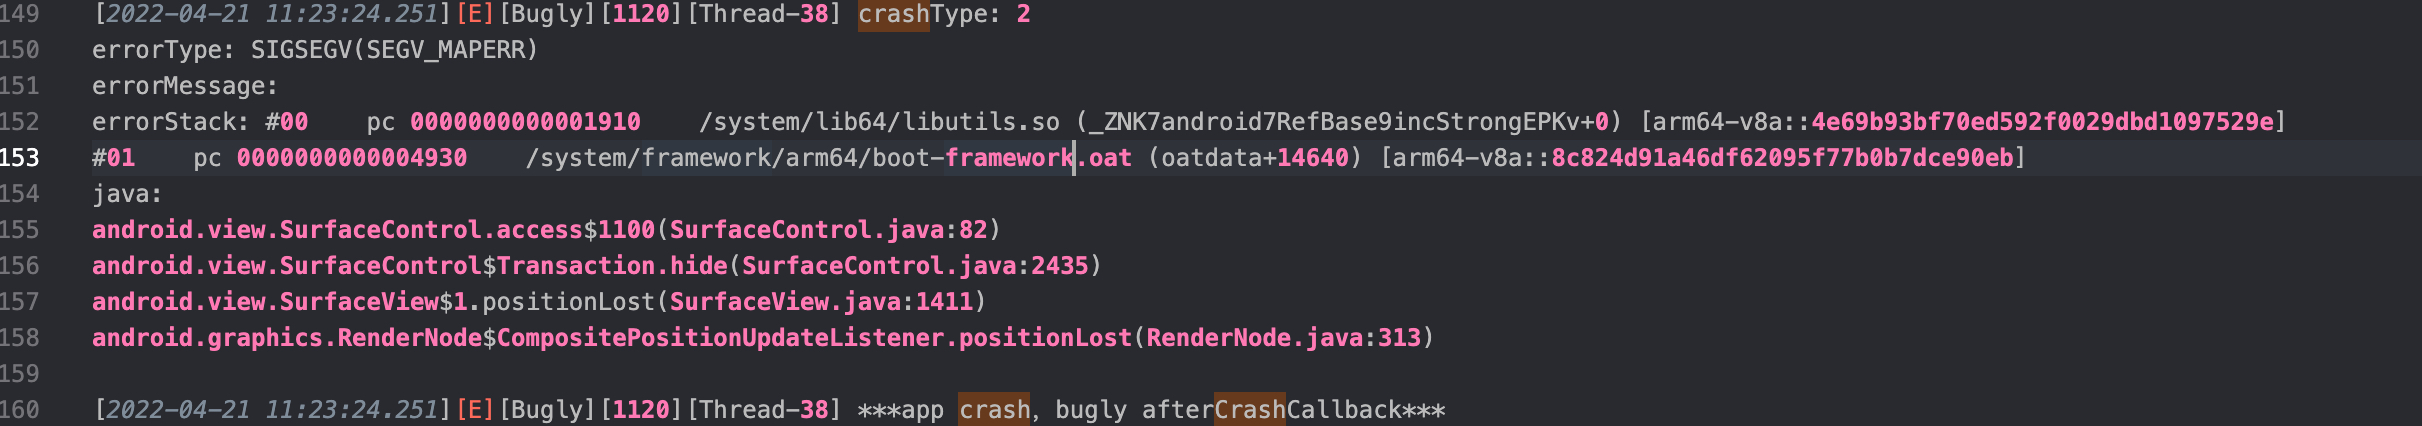 149 [2022-04-21 11:23:24.251][E][Bugly][1120][Thread-38] crashType: 2
150 errorType: SIGSEGV(SEGV_MAPERR)
151 errorMessage:
152 errorStack: #00    pc 0000000000001910    /system/lib64/libutils.so (_ZNK7android7RefBase9incStrongEPKv+0) [arm64-v8a::4e69b93bf70ed592f0029dbd1097529e]
153 #01    pc 0000000000004930    /system/framework/arm64/boot-framework.oat (oatdata+14640) [arm64-v8a::8c824d91a46df62095f77b0b7dce90eb]
154 java:
155 android.view.SurfaceControl.access$1100(SurfaceControl.java:82)
156 android.view.SurfaceControl$Transaction.hide(SurfaceControl.java:2435)
157 android.view.SurfaceView$1.positionLost(SurfaceView.java:1411)
158 android.graphics.RenderNode$CompositePositionUpdateListener.positionLost(RenderNode.java:313)
159
160 [2022-04-21 11:23:24.251][E][Bugly][1120][Thread-38] ***app crash, bugly afterCrashCallback***